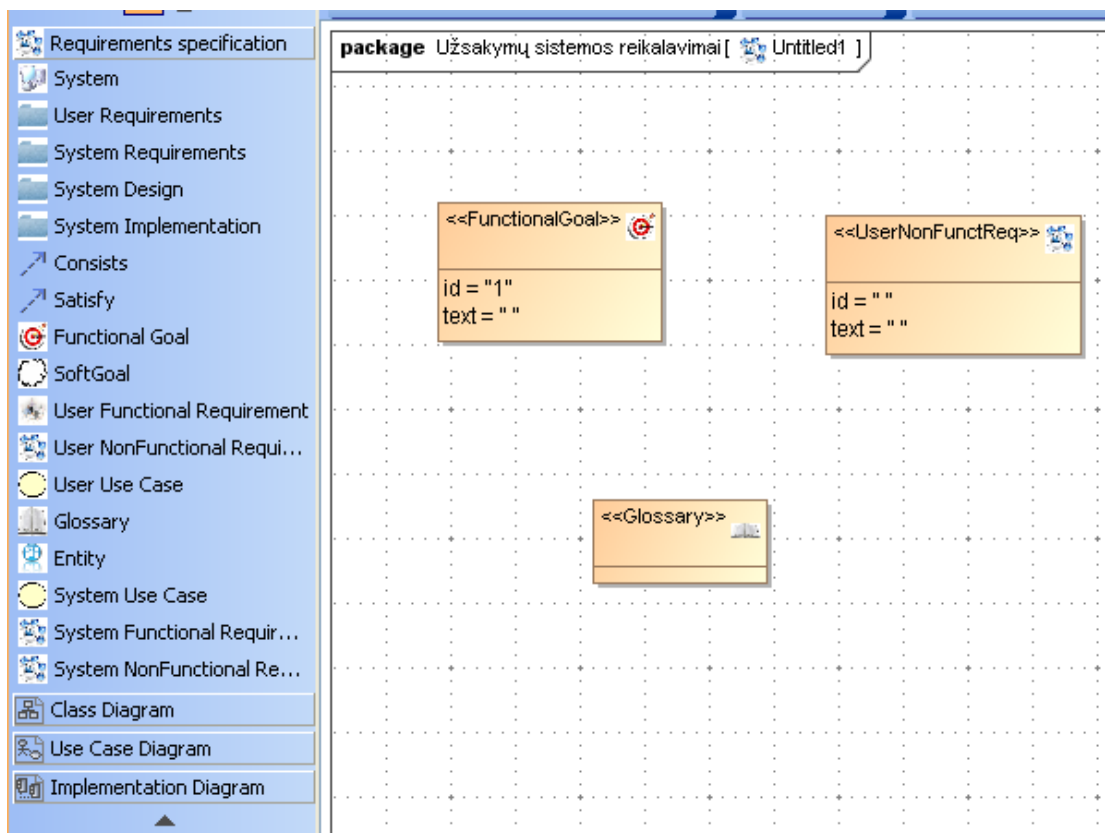 Requirements specification
System
User Requirements
System Requirements
System Design
System Implementation
Consists
Satisfy
Functional Goal
SoftGoal
User Functional Requirement
User NonFunctional Requi...
User Use Case
Glossary
Entity
System Use Case
System Functional Requir...
System NonFunctional Re...
Class Diagram
Use Case Diagram
Implementation Diagram
package Užsakymų sistemos reikalavimai[ Untitled1 ]
<<FunctionalGoal>>
id = "1"
text = " "
<<UserNonFunctReq>>
id = " "
text = " "
<<Glossary>>